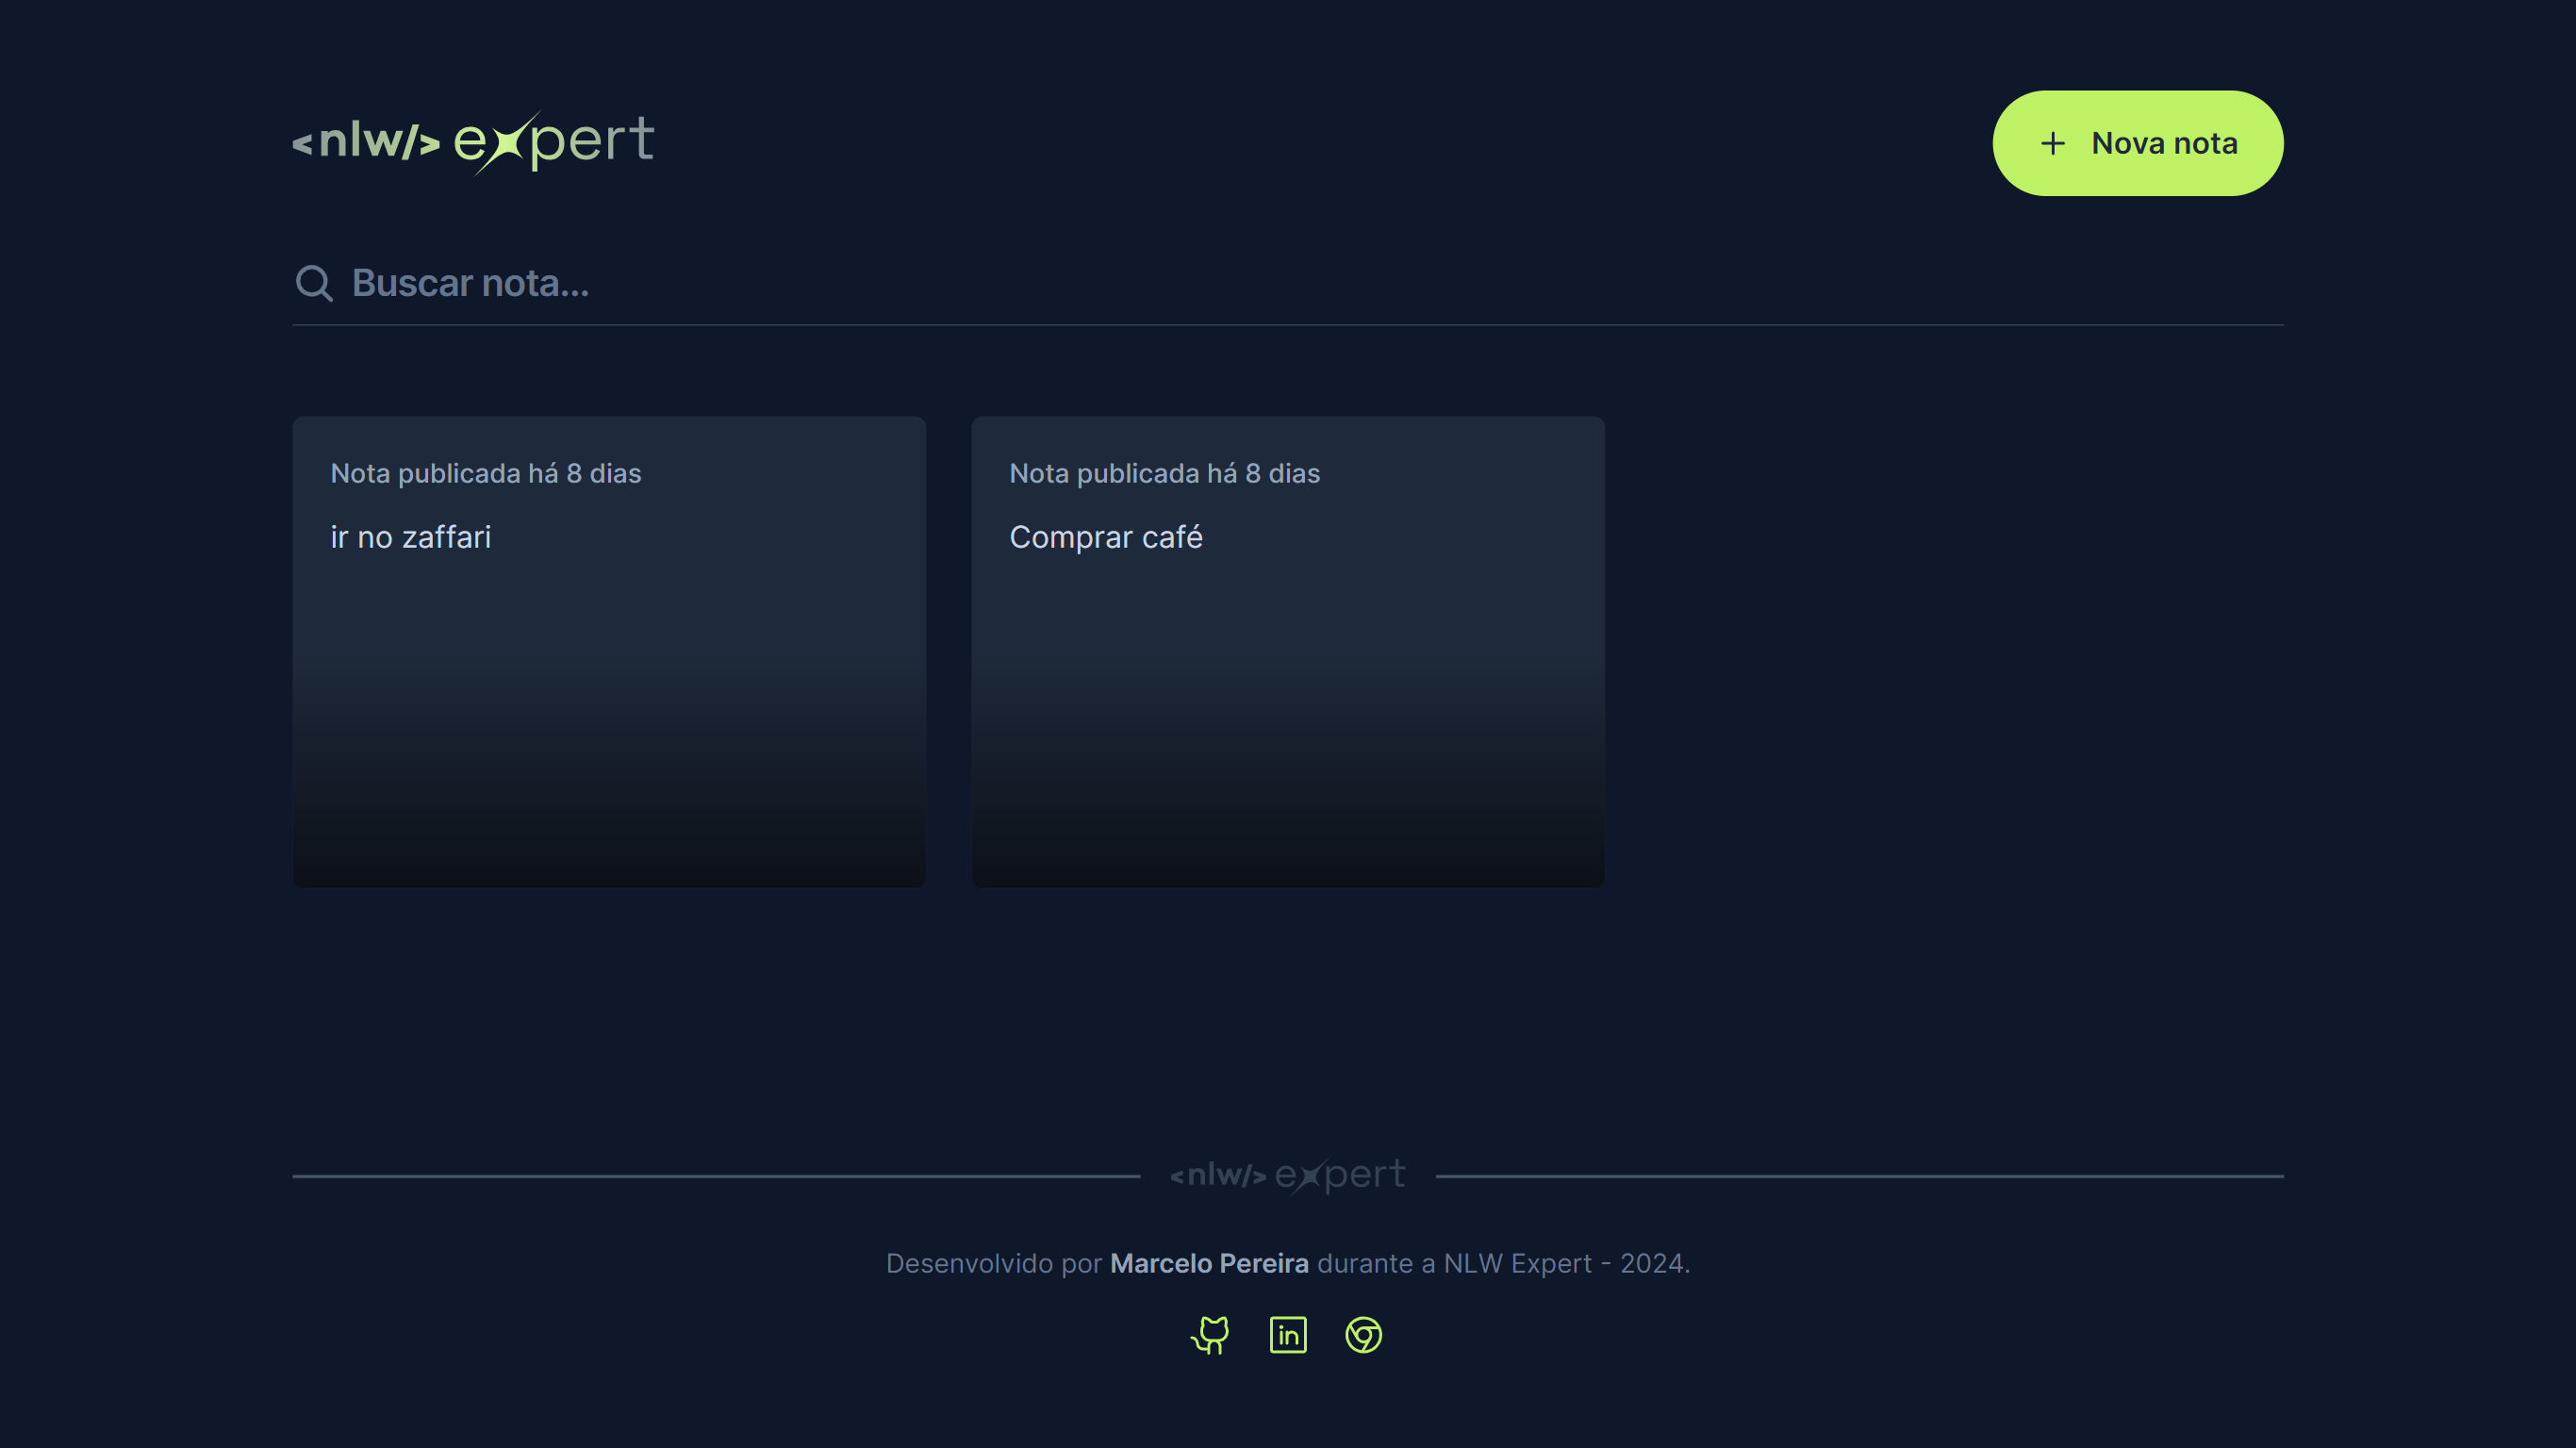 <nlw/> expert
Nova nota
Buscar nota...
Nota publicada há 8 dias
ir no zaffari
Nota publicada há 8 dias
Comprar café
<nlw/> expert
Desenvolvido por Marcelo Pereira durante a NLW Expert - 2024.
in